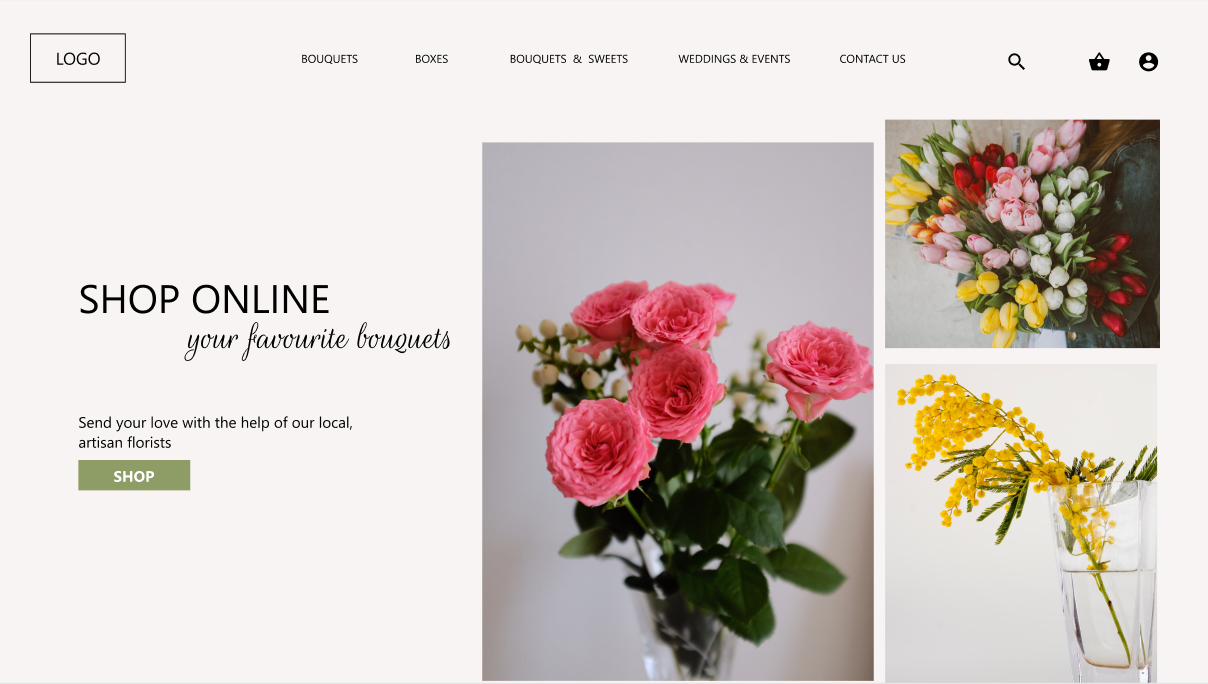 LOGO
BOUQUETS
BOXES
BOUQUETS & SWEETS
WEDDINGS & EVENTS
CONTACT US
SHOP ONLINE
your favourite bouquets
Send your love with the help of our local,
artisan florists
SHOP